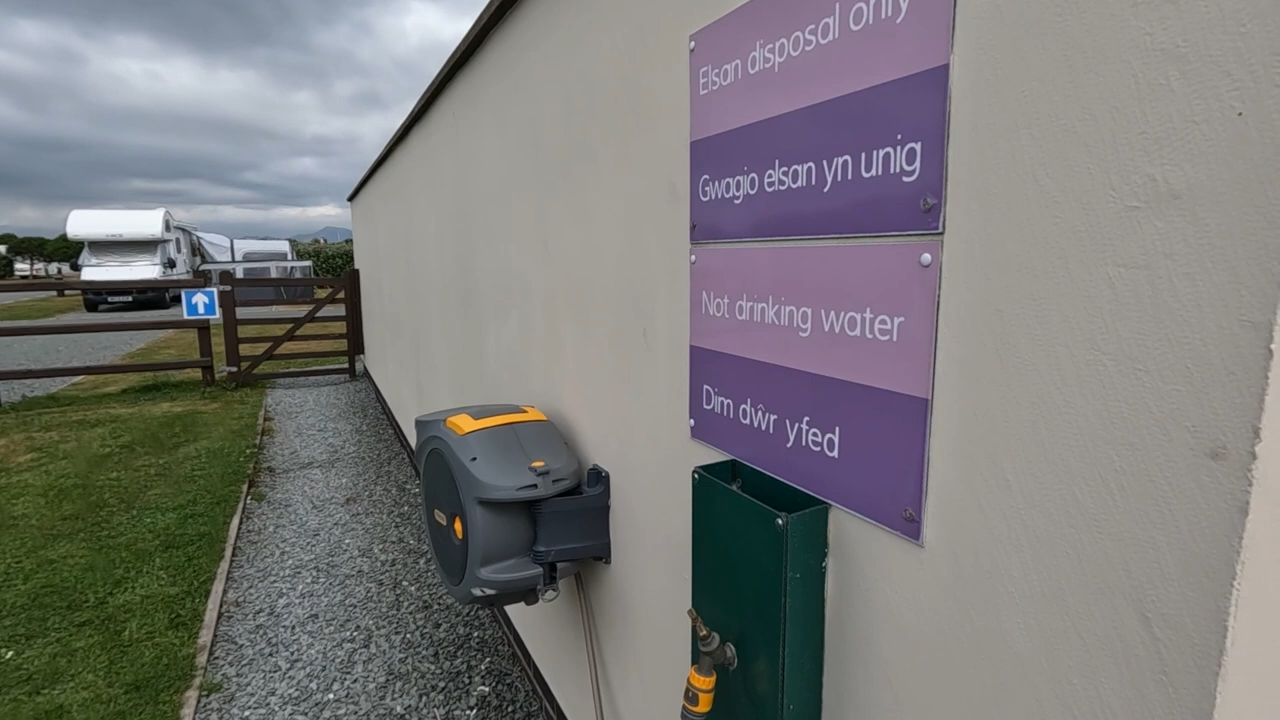 Elsan disposal only
Gwagio elsan yn unig
Not drinking water
Dim dŵr yfed